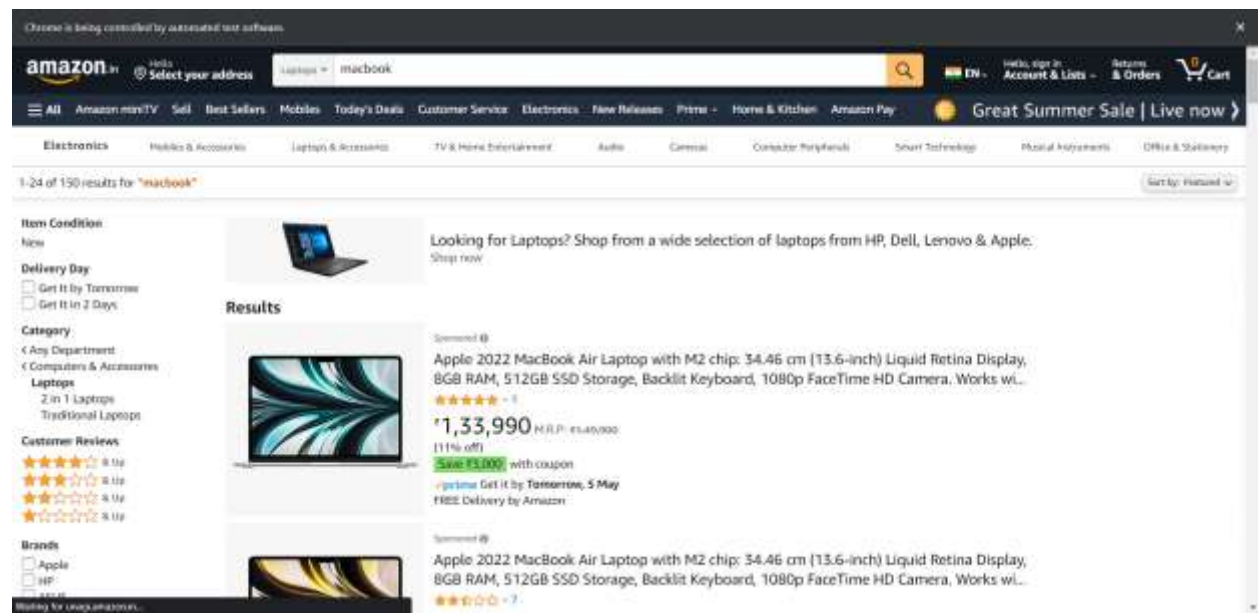 Chrome is being controlled by automated test software.
amazon.in
Hello
Select your address
Laptops
macbook
EN
Hello, sign in
Account & Lists
Returns
& Orders
0
Cart
All Amazon miniTV Sell Best Sellers Mobiles Today's Deals Customer Service Electronics New Releases Prime Home & Kitchen Amazon Pay
Great Summer Sale | Live now
Electronics Mobiles & Accessories Laptops & Accessories TV & Home Entertainment Audio Cameras Computer Peripherals Smart Technology Musical Instruments Office & Stationery
1-24 of 150 results for "macbook"
Sort by: Featured
Item Condition
New
Delivery Day
Get It by Tomorrow
Get It in 2 Days
Category
Any Department
Computers & Accessories
Laptops
2 in 1 Laptops
Traditional Laptops
Customer Reviews
& Up
& Up
& Up
& Up
Brands
Apple
HP
Looking for Laptops? Shop from a wide selection of laptops from HP, Dell, Lenovo & Apple.
Shop now
Results
Sponsored
Apple 2022 MacBook Air Laptop with M2 chip: 34.46 cm (13.6-inch) Liquid Retina Display,
8GB RAM, 512GB SSD Storage, Backlit Keyboard, 1080p FaceTime HD Camera. Works wi...
₹1,33,990 M.R.P: ₹1,49,900
(11% off)
Save ₹3,000 with coupon
prime Get it by Tomorrow, 5 May
FREE Delivery by Amazon
Sponsored
Apple 2022 MacBook Air Laptop with M2 chip: 34.46 cm (13.6-inch) Liquid Retina Display,
8GB RAM, 512GB SSD Storage, Backlit Keyboard, 1080p FaceTime HD Camera. Works wi...
7